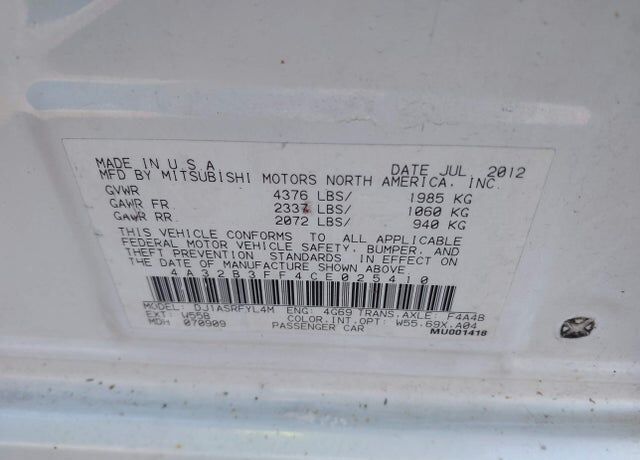 MADE IN U.S.A. DATE JUL 2012
MFD BY MITSUBISHI MOTORS NORTH AMERICA, INC.
GVWR 4376 LBS/ 1985 KG
GAWR FR. 2337 LBS/ 1060 KG
GAWR RR. 2072 LBS/ 940 KG
THIS VEHICLE CONFORMS TO ALL APPLICABLE
FEDERAL MOTOR VEHICLE SAFETY, BUMPER, AND
THEFT PREVENTION STANDARDS IN EFFECT ON
THE DATE OF MANUFACTURE SHOWN ABOVE
4A32B3FF4CE025410
MODEL: DJ1ASRFYL4M ENG: 4G69 TRANS.AXLE: F4A4B
EXT: W55B COLOR.INT.OPT: W55.69X.A04
MDH 070909 PASSENGER CAR MU001418